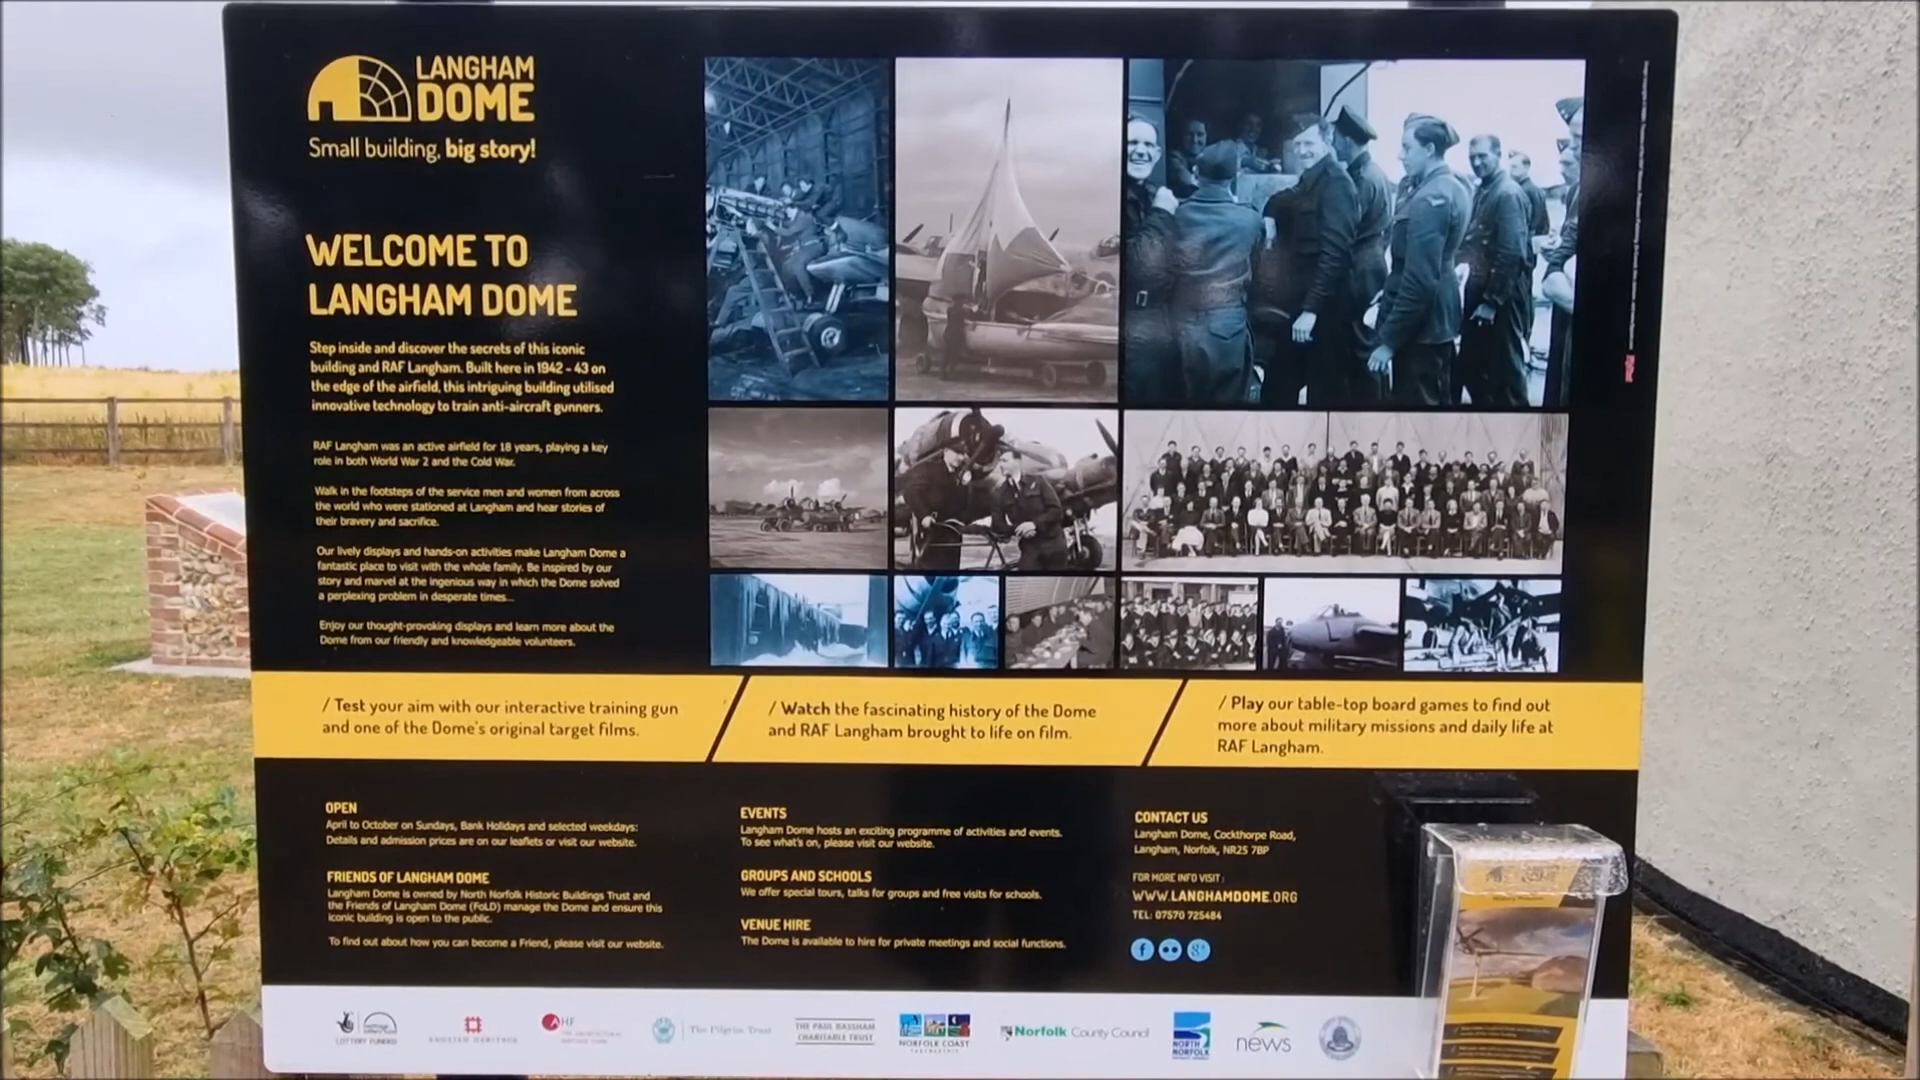 LANGHAM
DOME
Small building, big story!
WELCOME TO
LANGHAM DOME
Step inside and discover the secrets of this iconic
building and RAF Langham. Built here in 1942 - 43 on
the edge of the airfield, this intriguing building utilised
innovative technology to train anti-aircraft gunners.
RAF Langham was an active airfield for 18 years, playing a key
role in both World War 2 and the Cold War.
Walk in the footsteps of the service men and women from across
the world who were stationed at Langham and hear stories of
their bravery and sacrifice.
Our lively displays and hands-on activities make Langham Dome a
fantastic place to visit with the whole family. Be inspired by our
story and marvel at the ingenious way in which the Dome solved
a perplexing problem in desperate times...
Enjoy our thought-provoking displays and learn more about the
Dome from our friendly and knowledgeable volunteers.
/ Test your aim with our interactive training gun
and one of the Dome's original target films.
/ Watch the fascinating history of the Dome
and RAF Langham brought to life on film.
/ Play our table-top board games to find out
more about military missions and daily life at
RAF Langham.
OPEN
April to October on Sundays, Bank Holidays and selected weekdays:
Details and admission prices are on our leaflets or visit our website.
FRIENDS OF LANGHAM DOME
Langham Dome is owned by North Norfolk Historic Buildings Trust and
the Friends of Langham Dome (FoLD) manage the Dome and ensure this
iconic building is open to the public.
To find out about how you can become a Friend, please visit our website.
EVENTS
Langham Dome hosts an exciting programme of activities and events.
To see what's on, please visit our website.
GROUPS AND SCHOOLS
We offer special tours, talks for groups and free visits for schools.
VENUE HIRE
The Dome is available to hire for private meetings and social functions.
CONTACT US
Langham Dome, Cockthorpe Road,
Langham, Norfolk, NR25 7BP
FOR MORE INFO VISIT:
WWW.LANGHAMDOME.ORG
TEL: 07570 725484
f
g+
LOTTERY FUNDED
ENGLISH HERITAGE
AHF
The Pilgrim Trust
THE PAUL BASSHAM
CHARITABLE TRUST
NORFOLK COAST
PARTNERSHIP
Norfolk County Council
NORTH
NORFOLK
news